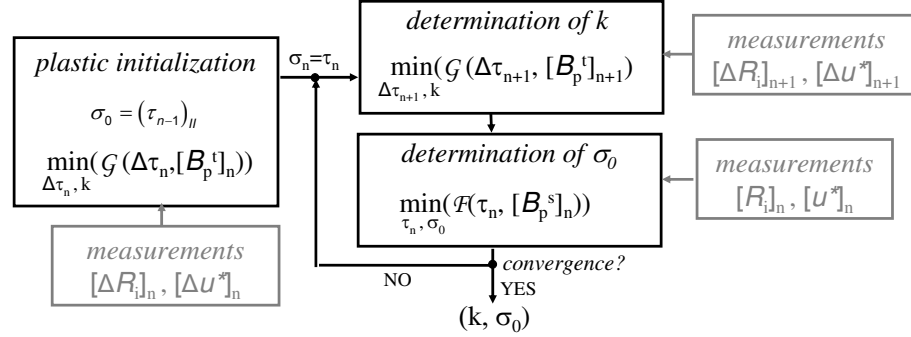 plastic initialization
σ₀ = (τₙ₋₁)_II
min(𝒢(Δτₙ,[Bₚᵗ]ₙ))
Δτₙ, k
measurements
[ΔRᵢ]ₙ , [Δu*]ₙ
σₙ=τₙ
determination of k
min(𝒢(Δτₙ₊₁, [Bₚᵗ]ₙ₊₁)
Δτₙ₊₁, k
measurements
[ΔRᵢ]ₙ₊₁ , [Δu*]ₙ₊₁
determination of σ₀
min(ℱ(τₙ, [Bₚˢ]ₙ))
τₙ, σ₀
measurements
[Rᵢ]ₙ , [u*]ₙ
convergence?
NO
YES
(k, σ₀)